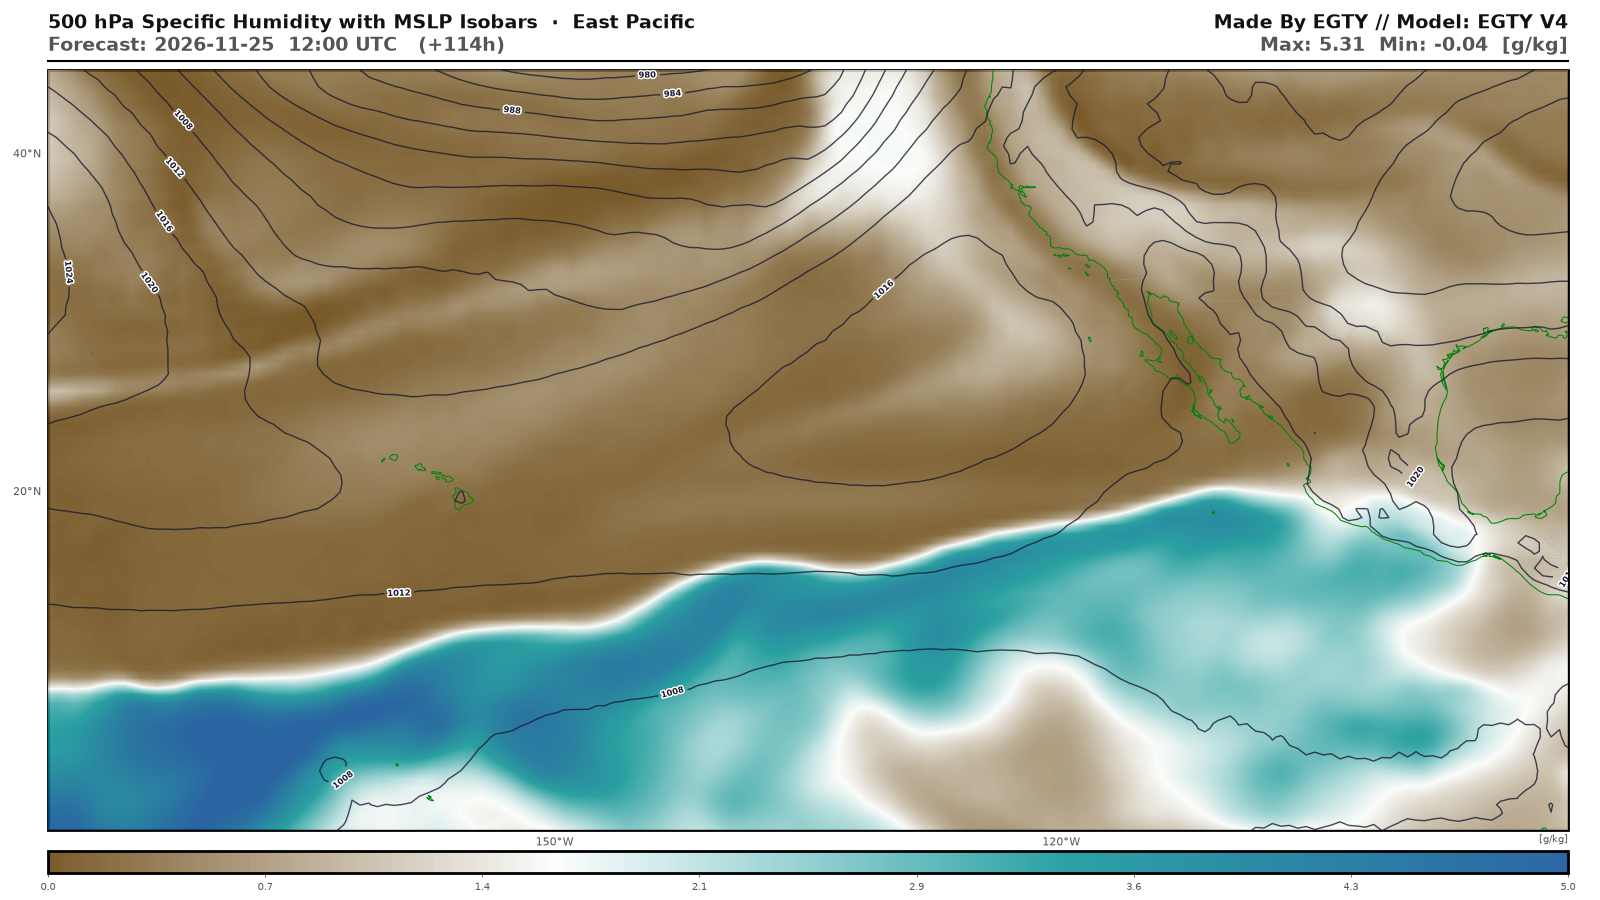 500 hPa Specific Humidity with MSLP Isobars · East Pacific
Made By EGTY // Model: EGTY V4
Forecast: 2026-11-25 12:00 UTC (+114h)
Max: 5.31 Min: -0.04 [g/kg]
980
984
988
1008
1012
1016
1024
1020
1016
1020
1012
1008
1008
40°N
20°N
150°W
120°W
[g/kg]
0.0
0.7
1.4
2.1
2.9
3.6
4.3
5.0